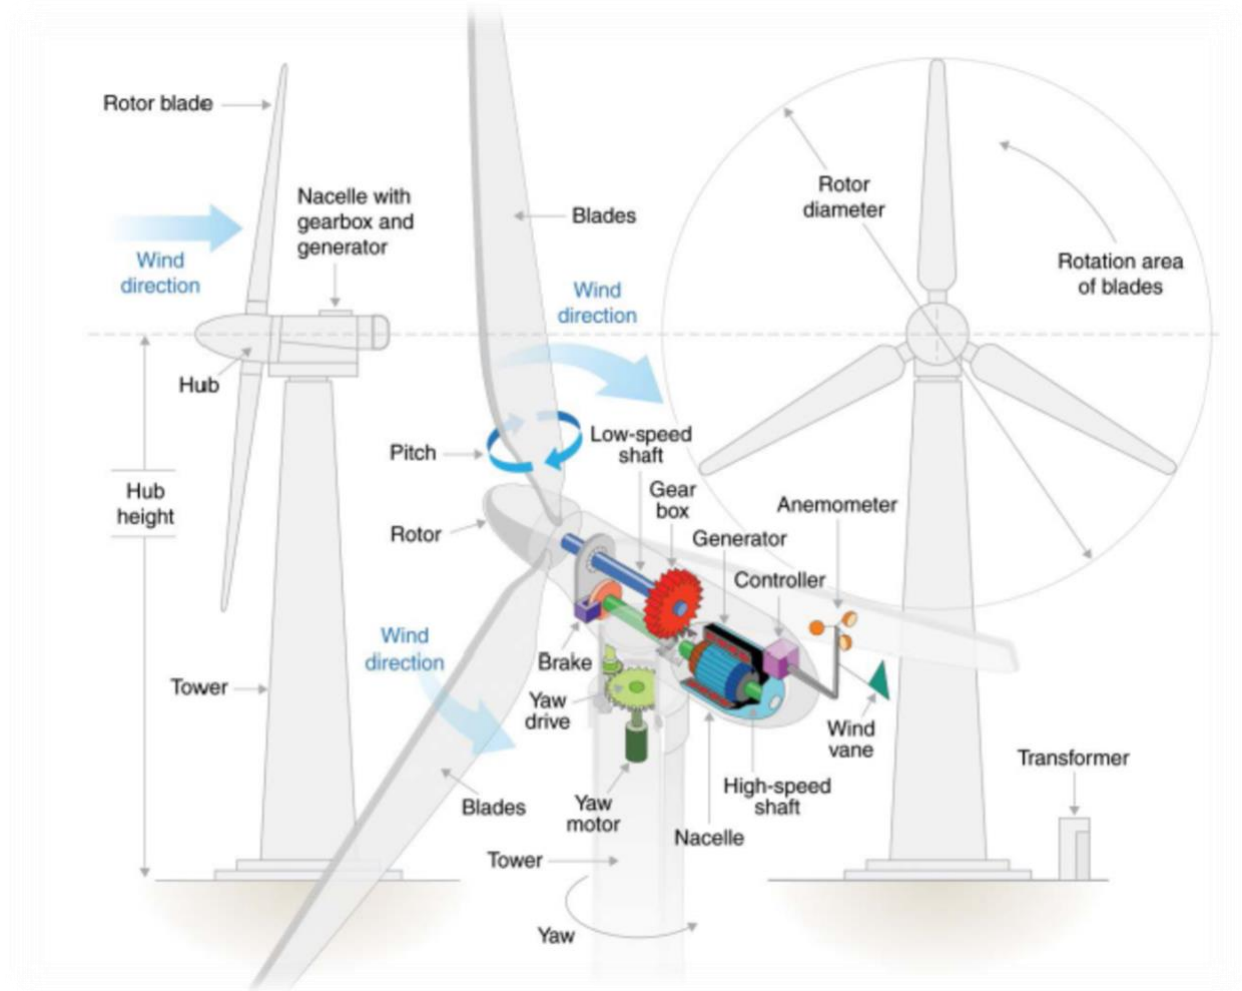 Rotor blade
Nacelle with
gearbox and
generator
Wind
direction
Hub
Hub
height
Tower
Blades
Wind
direction
Pitch
Low-speed
shaft
Gear
box
Rotor
Generator
Controller
Anemometer
Wind
direction
Brake
Yaw
drive
Wind
vane
High-speed
shaft
Blades
Yaw
motor
Nacelle
Tower
Yaw
Rotor
diameter
Rotation area
of blades
Transformer